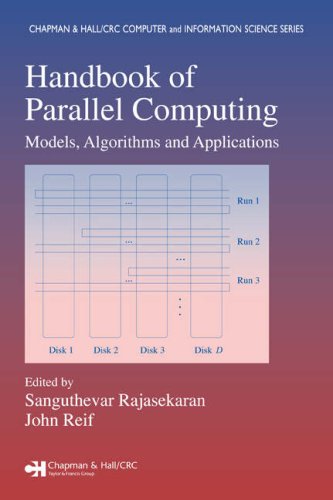 CHAPMAN & HALL/CRC COMPUTER and INFORMATION SCIENCE SERIES
Handbook of
Parallel Computing
Models, Algorithms and Applications
...
Run 1
...
Run 2
...
...
Run 3
Disk 1
Disk 2
Disk 3
Disk D
Edited by
Sanguthevar Rajasekaran
John Reif
Chapman & Hall/CRC
Taylor & Francis Group